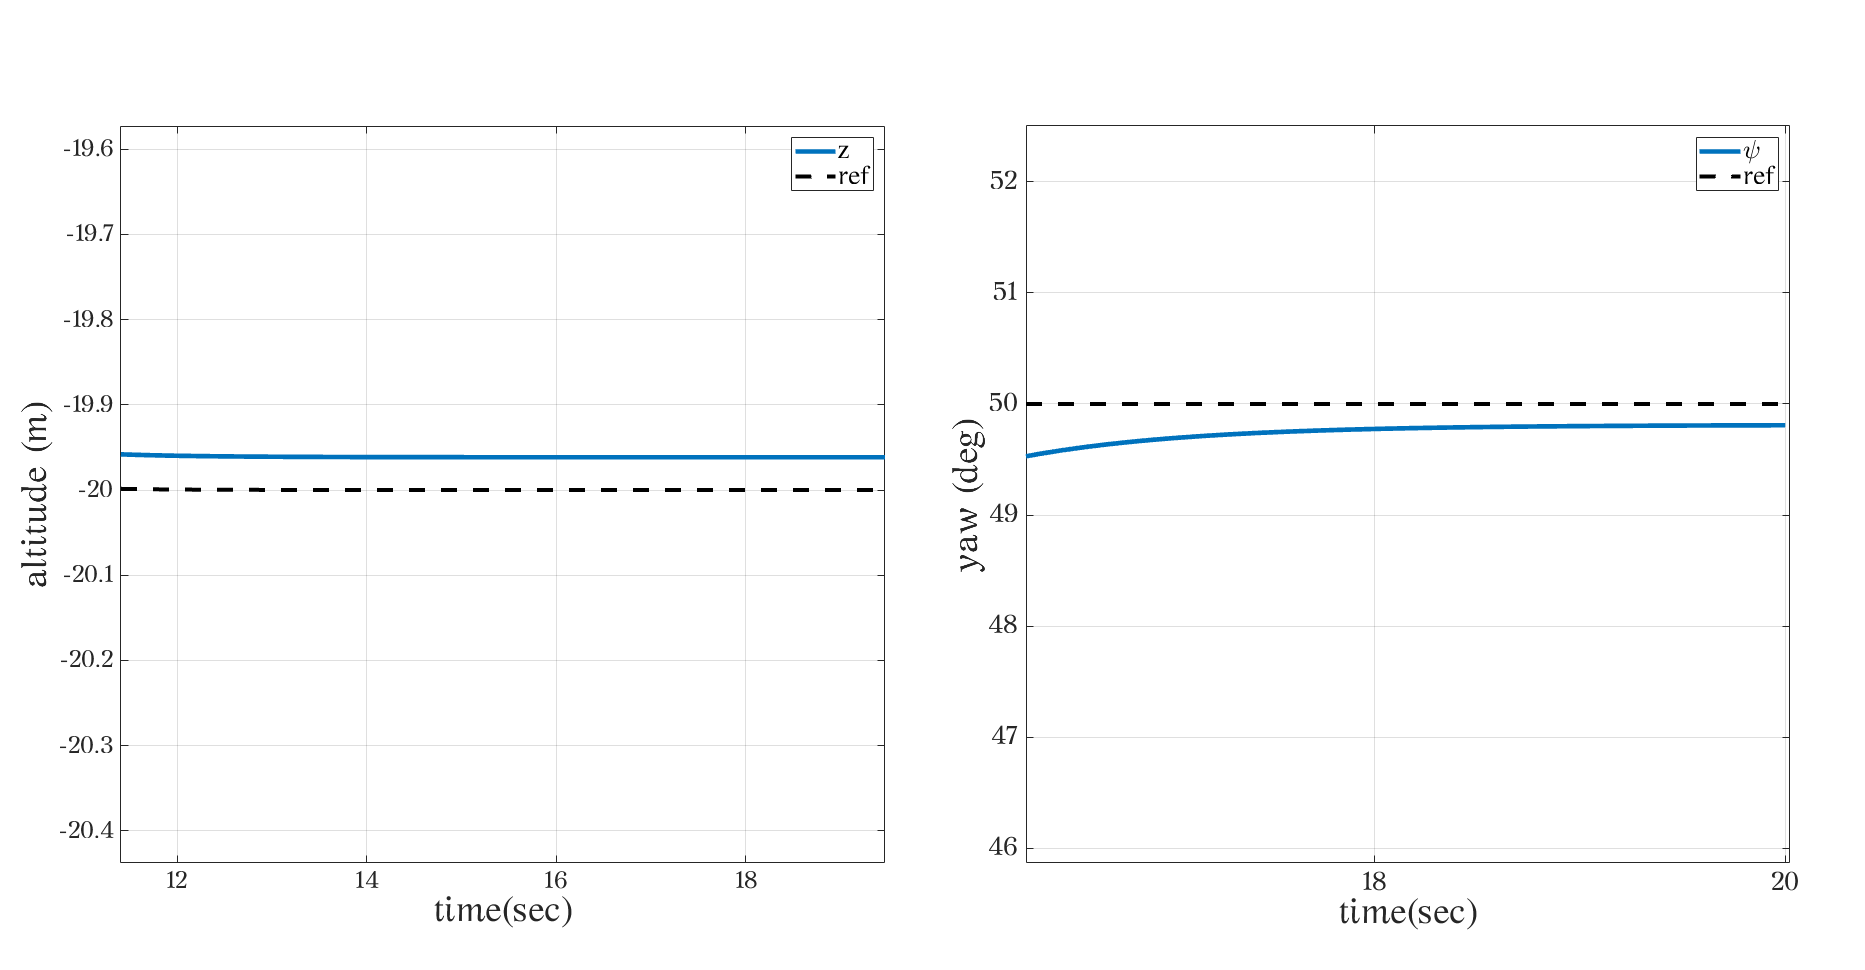 altitude (m)
-19.6
-19.7
-19.8
-19.9
-20
-20.1
-20.2
-20.3
-20.4
12 14 16 18
time(sec)
z
ref
yaw (deg)
52
51
50
49
48
47
46
18 20
time(sec)
ψ
ref